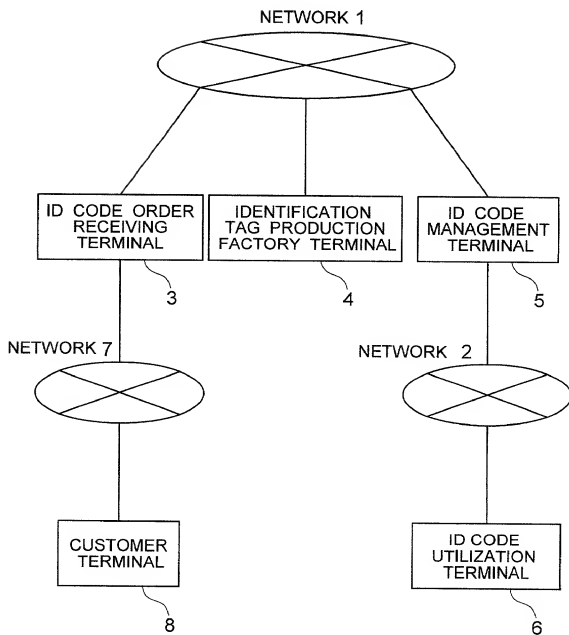 NETWORK 1
ID CODE ORDER
RECEIVING
TERMINAL
3
IDENTIFICATION
TAG PRODUCTION
FACTORY TERMINAL
4
ID CODE
MANAGEMENT
TERMINAL
5
NETWORK 7
NETWORK 2
CUSTOMER
TERMINAL
8
ID CODE
UTILIZATION
TERMINAL
6